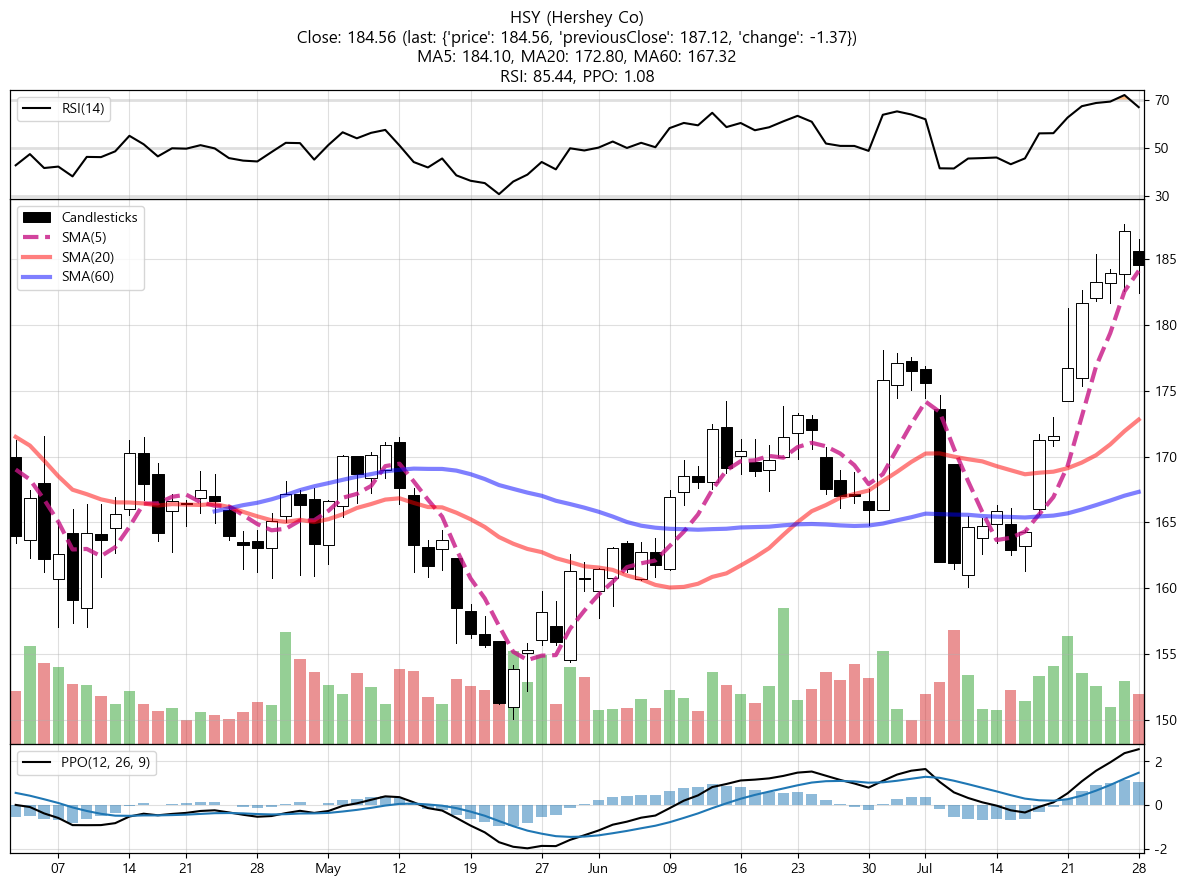 HSY (Hershey Co)
Close: 184.56 (last: {'price': 184.56, 'previousClose': 187.12, 'change': -1.37})
MA5: 184.10, MA20: 172.80, MA60: 167.32
RSI: 85.44, PPO: 1.08
RSI(14)
70
50
30
Candlesticks
SMA(5)
SMA(20)
SMA(60)
185
180
175
170
165
160
155
150
PPO(12, 26, 9)
2
0
-2
07 14 21 28 May 12 19 27 Jun 09 16 23 30 Jul 14 21 28